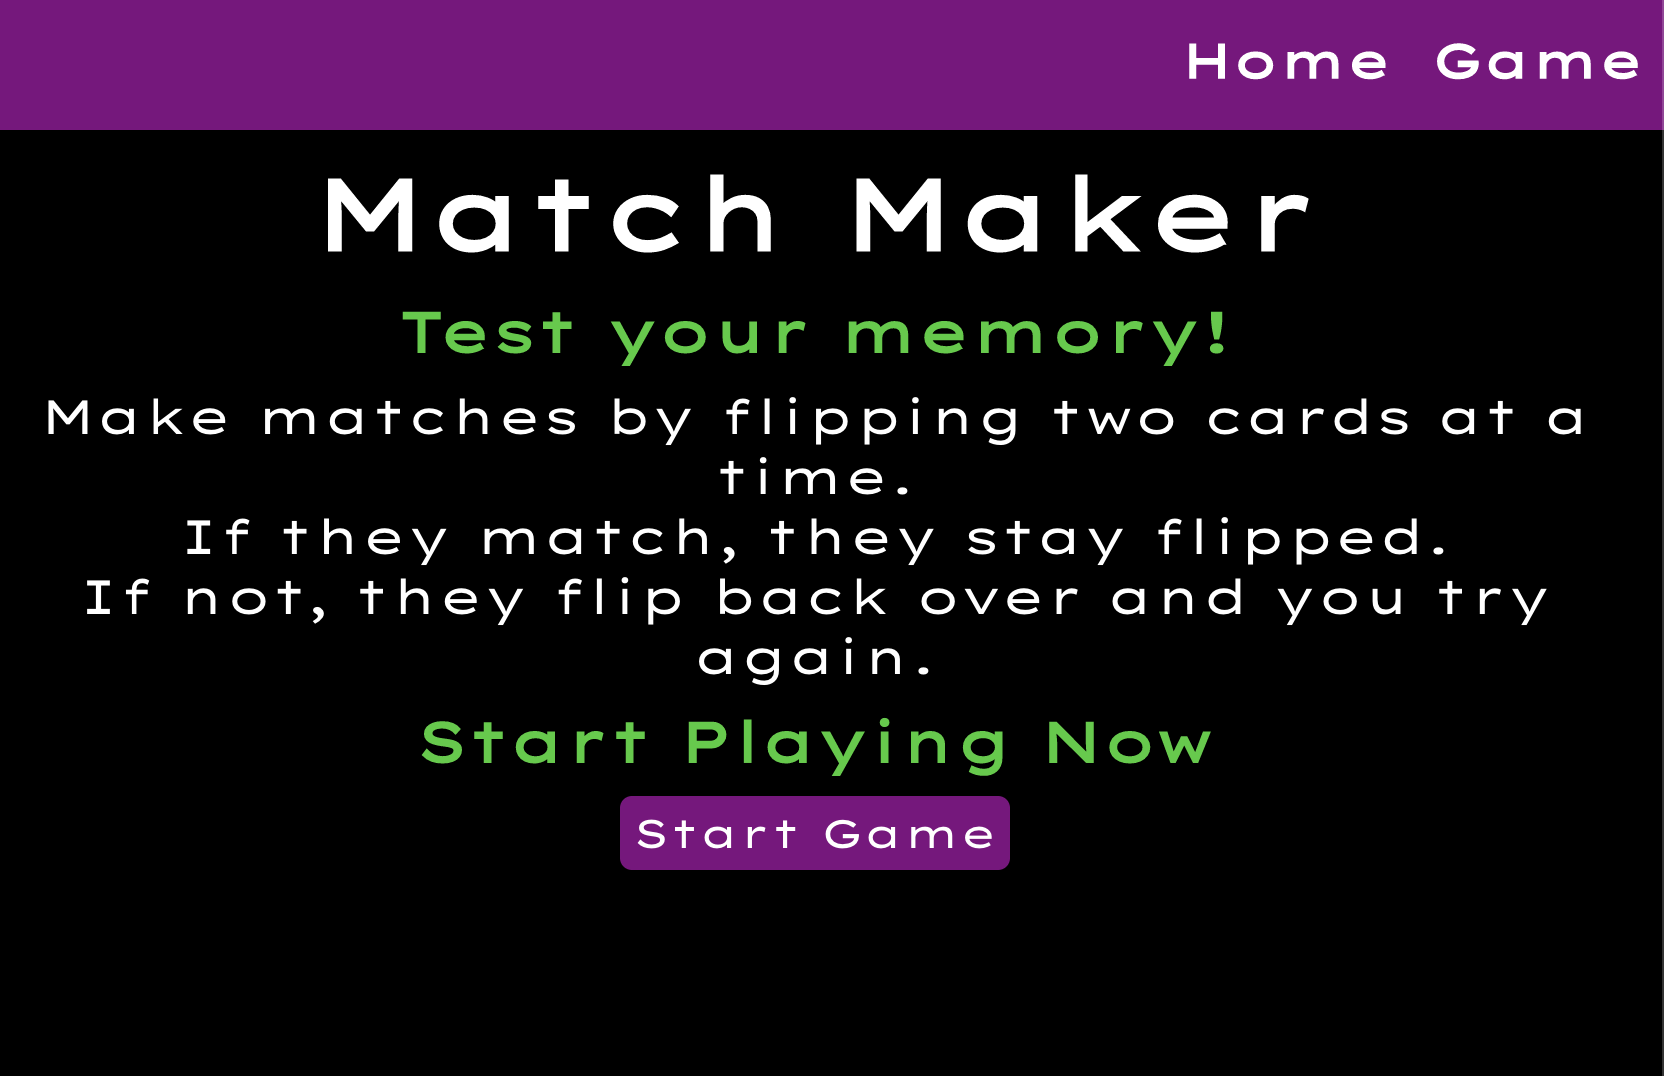 Home Game
Match Maker
Test your memory!
Make matches by flipping two cards at a
time.
If they match, they stay flipped.
If not, they flip back over and you try
again.
Start Playing Now
Start Game